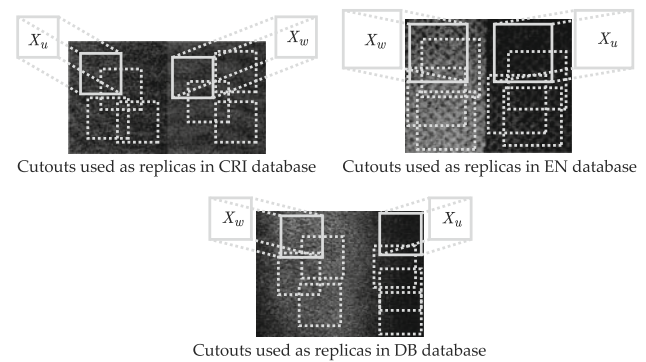 X_u X_w X_w X_u
Cutouts used as replicas in CRI database Cutouts used as replicas in EN database
X_w X_u
Cutouts used as replicas in DB database